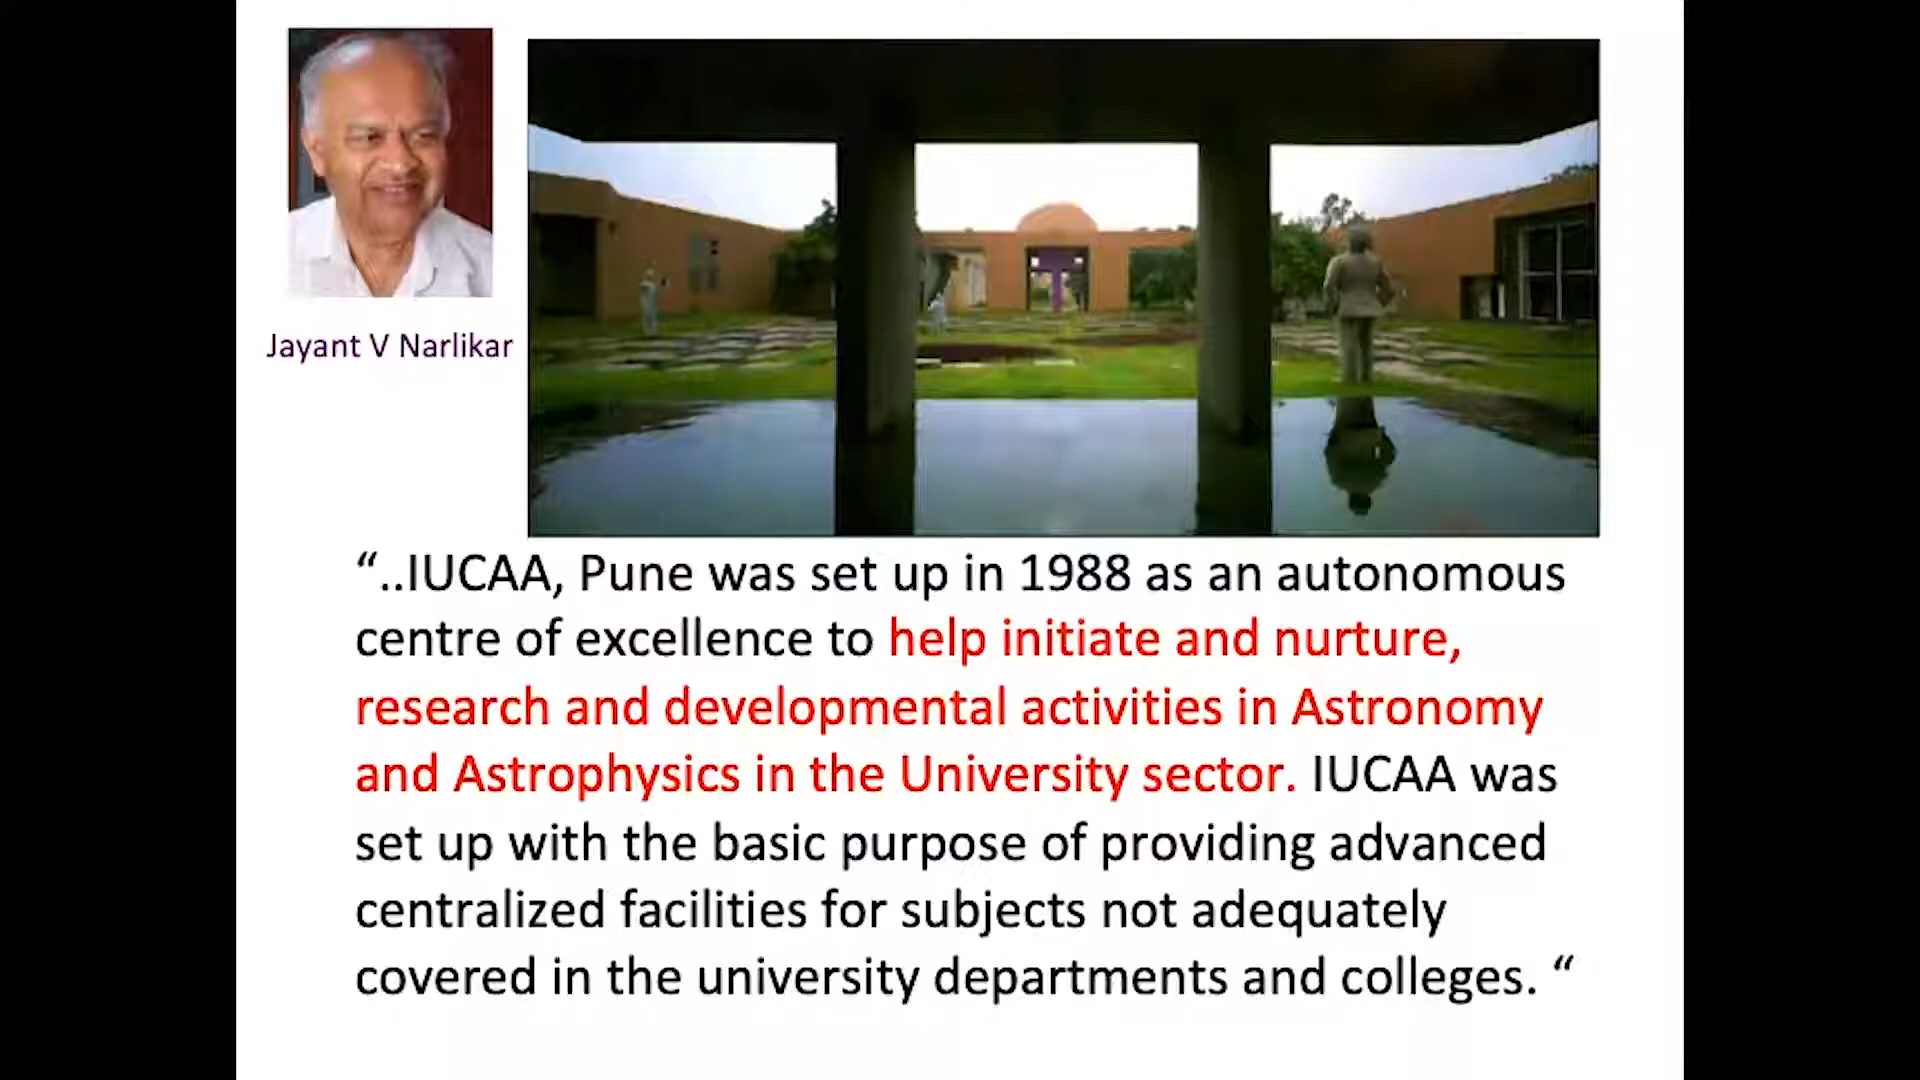 Jayant V Narlikar
“..IUCAA, Pune was set up in 1988 as an autonomous
centre of excellence to help initiate and nurture,
research and developmental activities in Astronomy
and Astrophysics in the University sector. IUCAA was
set up with the basic purpose of providing advanced
centralized facilities for subjects not adequately
covered in the university departments and colleges. “